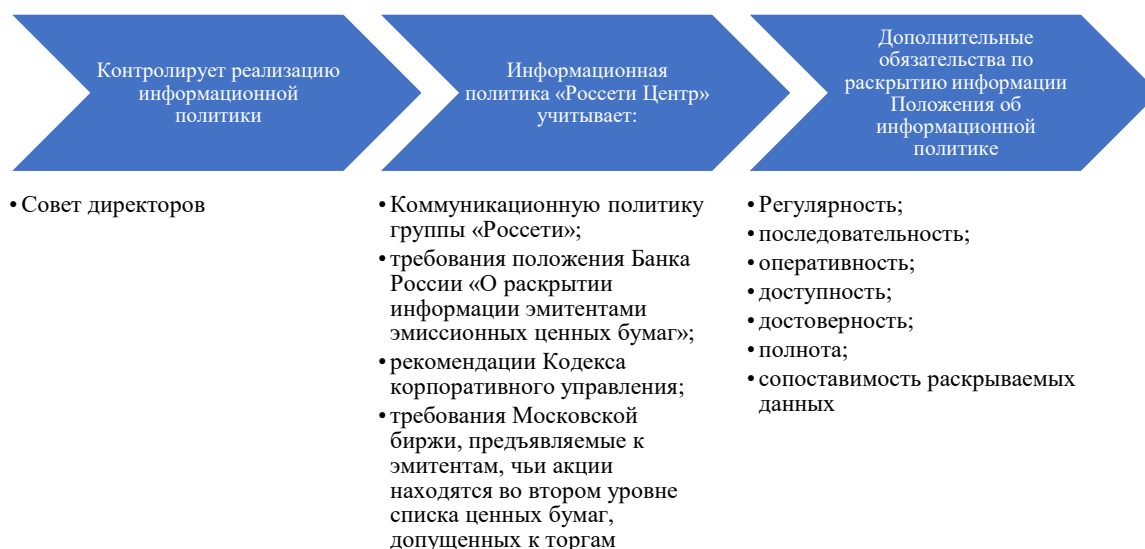 Контролирует реализацию
информационной
политики
Информационная
политика «Россети Центр»
учитывает:
Дополнительные
обязательства по
раскрытию информации
Положения об
информационной
политике
• Совет директоров
• Коммуникационную политику
группы «Россети»;
• требования положения Банка
России «О раскрытии
информации эмитентами
эмиссионных ценных бумаг»;
• рекомендации Кодекса
корпоративного управления;
• требования Московской
биржи, предъявляемые к
эмитентам, чьи акции
находятся во втором уровне
списка ценных бумаг,
допущенных к торгам
• Регулярность;
• последовательность;
• оперативность;
• доступность;
• достоверность;
• полнота;
• сопоставимость раскрываемых
данных